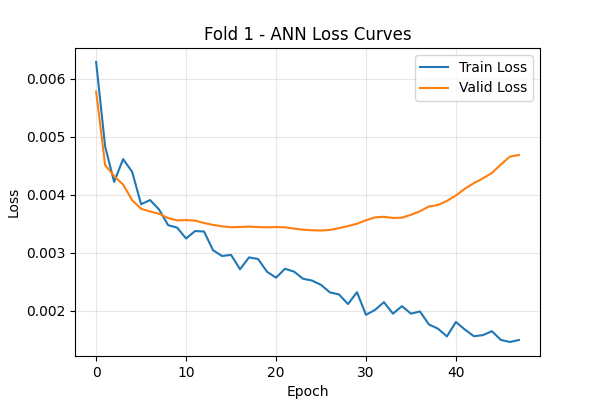 Fold 1 - ANN Loss Curves
Train Loss
Valid Loss
0.006
0.005
0.004
0.003
0.002
Loss
0 10 20 30 40
Epoch